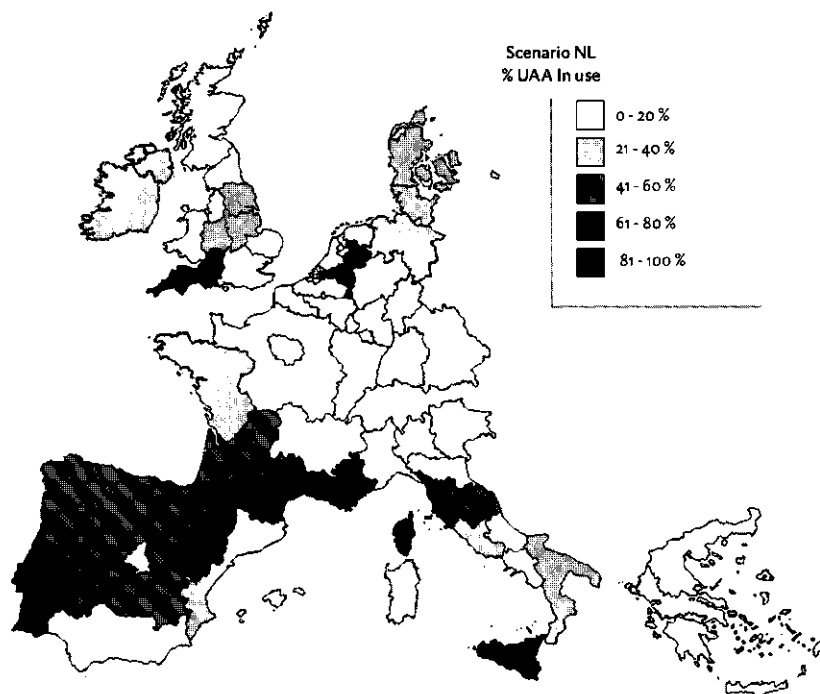 Scenario NL
% UAA In use
0 - 20 %
21 - 40 %
41 - 60 %
61 - 80 %
81 - 100 %